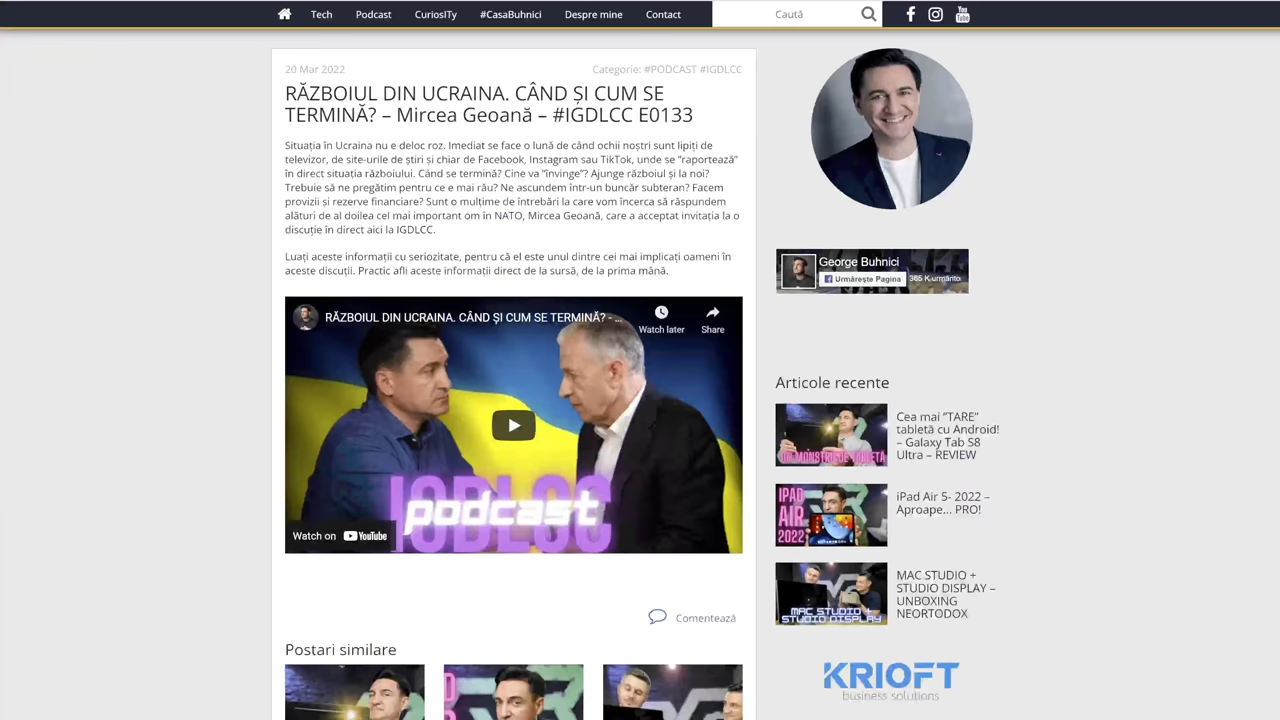 Tech Podcast CuriosITy #CasaBuhnici Despre mine Contact Caută
20 Mar 2022 Categorie: #PODCAST #IGDLCC
RĂZBOIUL DIN UCRAINA. CÂND ȘI CUM SE
TERMINĂ? – Mircea Geoană – #IGDLCC E0133
Situația în Ucraina nu e deloc roz. Imediat se face o lună de când ochii noștri sunt lipiți de
televizor, de site-urile de știri și chiar de Facebook, Instagram sau TikTok, unde se ”raportează”
în direct situația războiului. Când se termină? Cine va ”învinge”? Ajunge războiul și la noi?
Trebuie să ne pregătim pentru ce e mai rău? Ne ascundem într-un buncăr subteran? Facem
provizii și rezerve financiare? Sunt o mulțime de întrebări la care vom încerca să răspundem
alături de al doilea cel mai important om în NATO, Mircea Geoană, care a acceptat invitația la o
discuție în direct aici la IGDLCC.
Luați aceste informații cu seriozitate, pentru că el este unul dintre cei mai implicați oameni în
aceste discuții. Practic afli aceste informații direct de la sursă, de la prima mână.
RĂZBOIUL DIN UCRAINA. CÂND ȘI CUM SE TERMINĂ? - ...
Watch later Share
IGDLCC
podcast
Watch on YouTube
Comentează
Postari similare
George Buhnici
Urmărește Pagina 365 K urmărito
Articole recente
UN MONSTRU DE TABLETĂ
Cea mai ”TARE”
tabletă cu Android!
– Galaxy Tab S8
Ultra – REVIEW
IPAD
AIR
2022
iPad Air 5- 2022 –
Aproape... PRO!
MAC STUDIO +
STUDIO DISPLAY
MAC STUDIO +
STUDIO DISPLAY –
UNBOXING
NEORTODOX
KRIOFT
business solutions